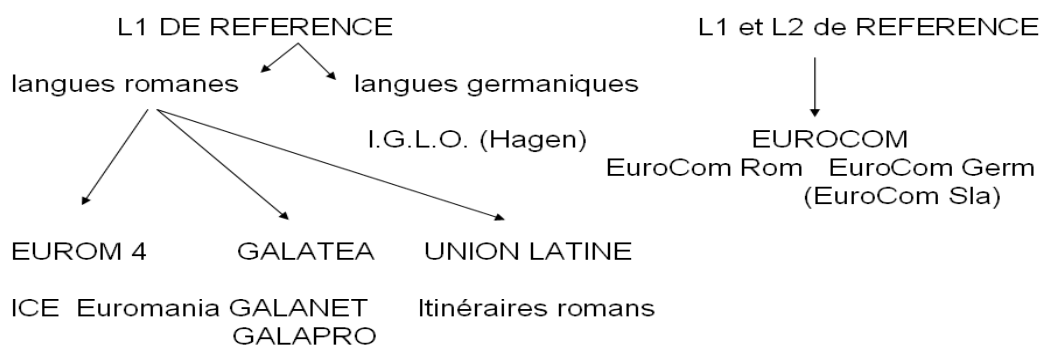 L1 DE REFERENCE
langues romanes langues germaniques
I.G.L.O. (Hagen)
EUROM 4 GALATEA UNION LATINE
ICE Euromania GALANET Itinéraires romans
GALAPRO
L1 et L2 de REFERENCE
EUROCOM
EuroCom Rom EuroCom Germ
(EuroCom Sla)